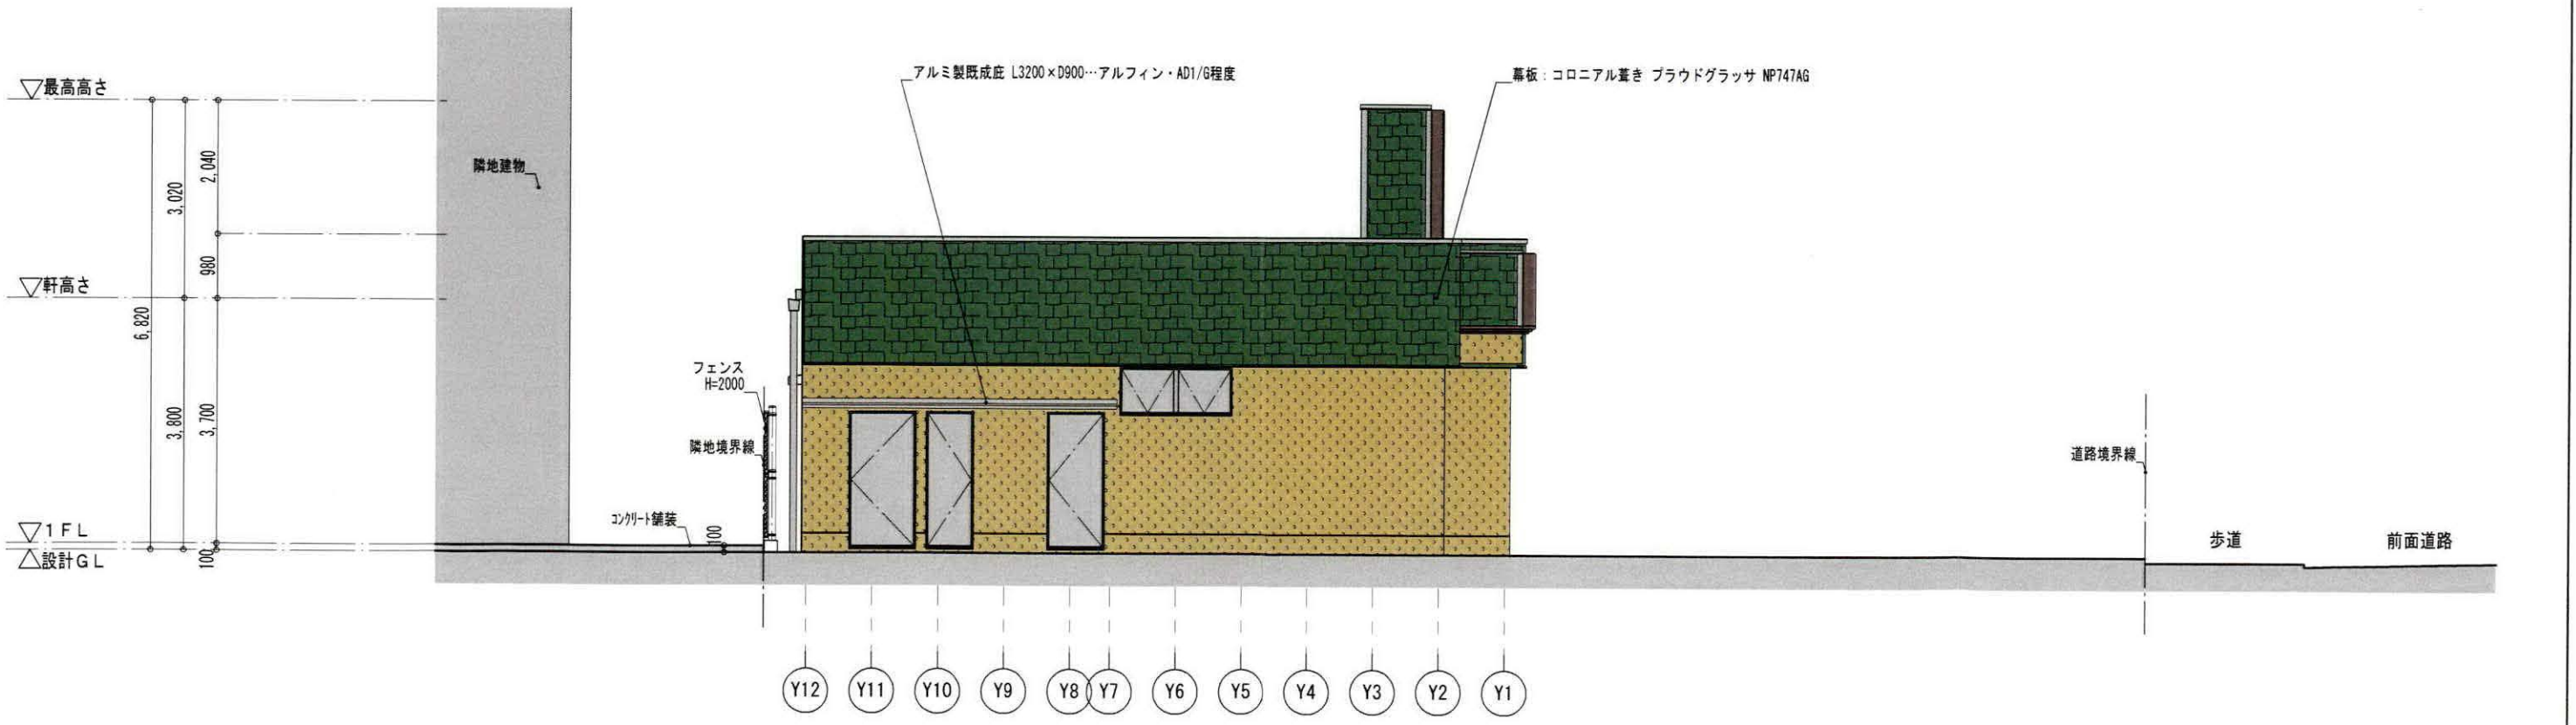 アルミ製既成庇 L3200×D900…アルフィン・AD1/G程度
幕板：コロニアル葺き プラウドグラッサ NP747AG
▽最高高さ
2,040
隣地建物
3,020
980
▽軒高さ
6,820
フェンス
H=2000
3,800
3,700
隣地境界線
道路境界線
コンクリート舗装
100
▽1FL
△設計GL
100
歩道
前面道路
Y12
Y11
Y10
Y9
Y8
Y7
Y6
Y5
Y4
Y3
Y2
Y1